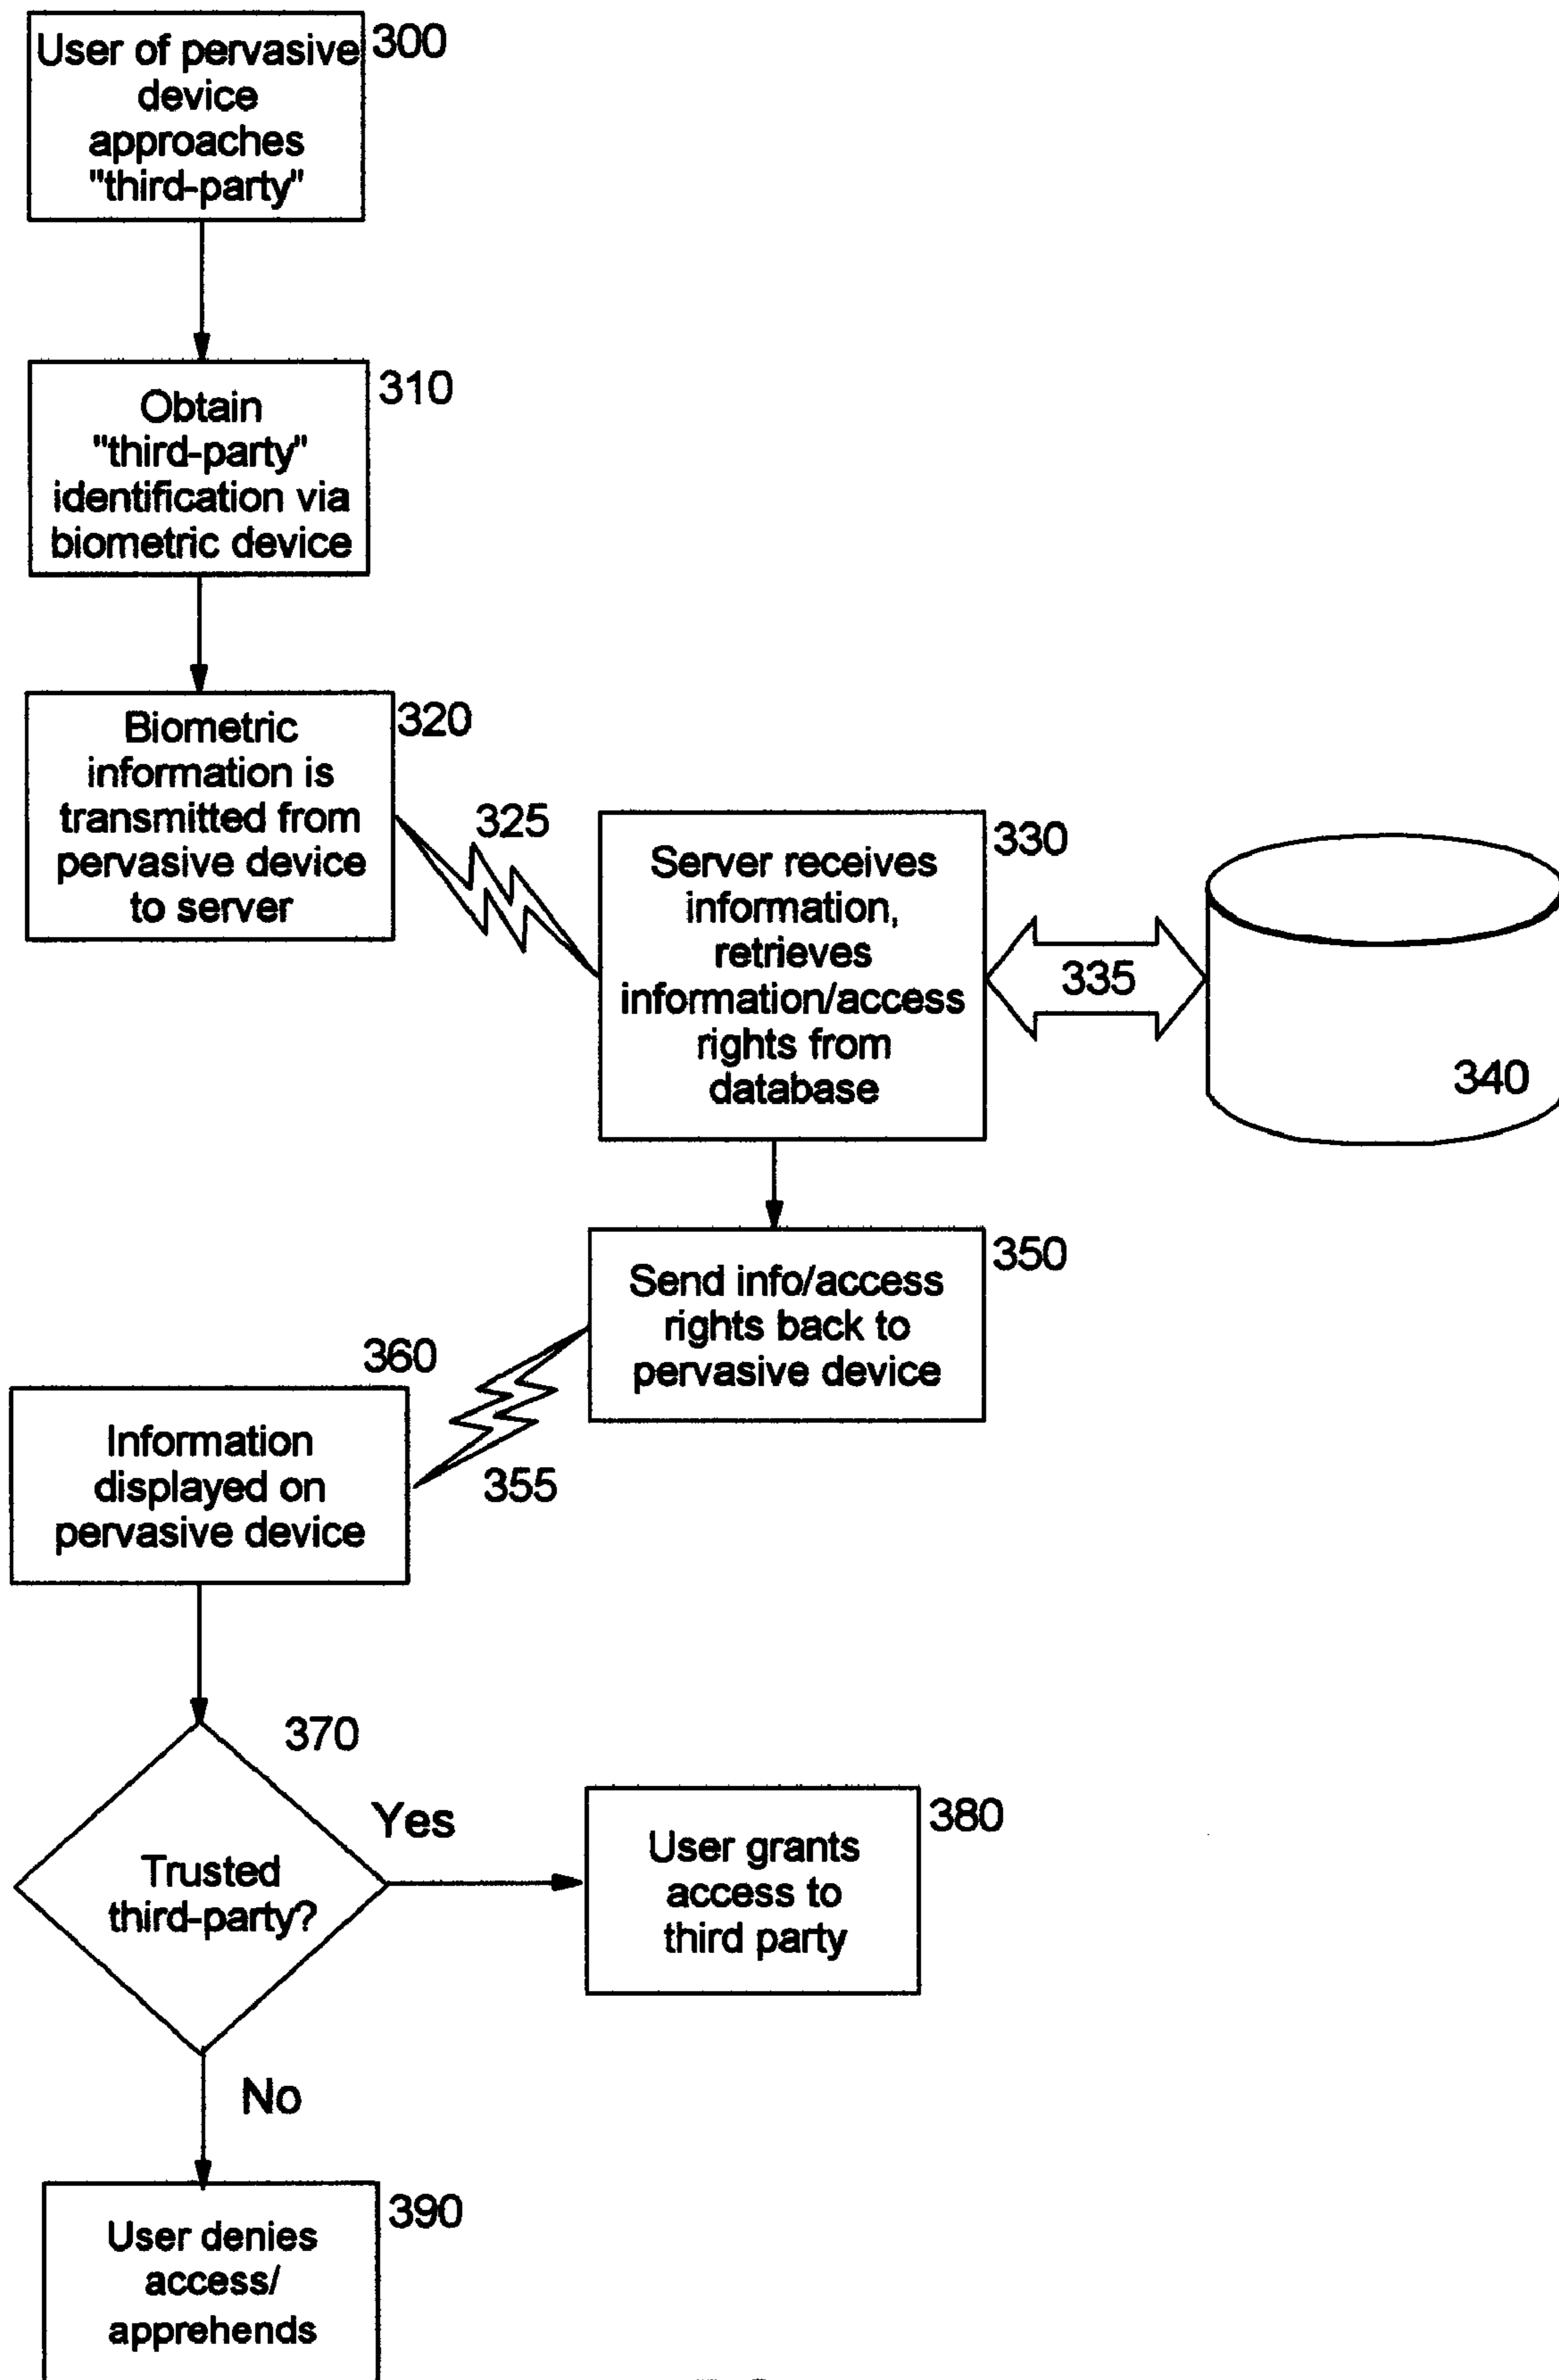 User of pervasive
device
approaches
"third-party"
300
Obtain
"third-party"
identification via
biometric device
310
Biometric
information is
transmitted from
pervasive device
to server
320
325
Server receives
information,
retrieves
information/access
rights from
database
330
335
340
Send info/access
rights back to
pervasive device
350
355
360
Information
displayed on
pervasive device
370
Trusted
third-party?
Yes
User grants
access to
third party
380
No
User denies
access/
apprehends
390